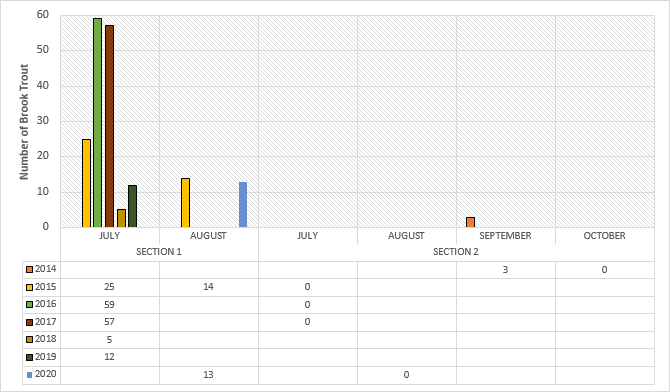 60
50
40
30
20
10
0
Number of Brook Trout
JULY AUGUST JULY AUGUST SEPTEMBER OCTOBER
SECTION 1 SECTION 2
2014 3 0
2015 25 14 0
2016 59 0
2017 57 0
2018 5
2019 12
2020 13 0